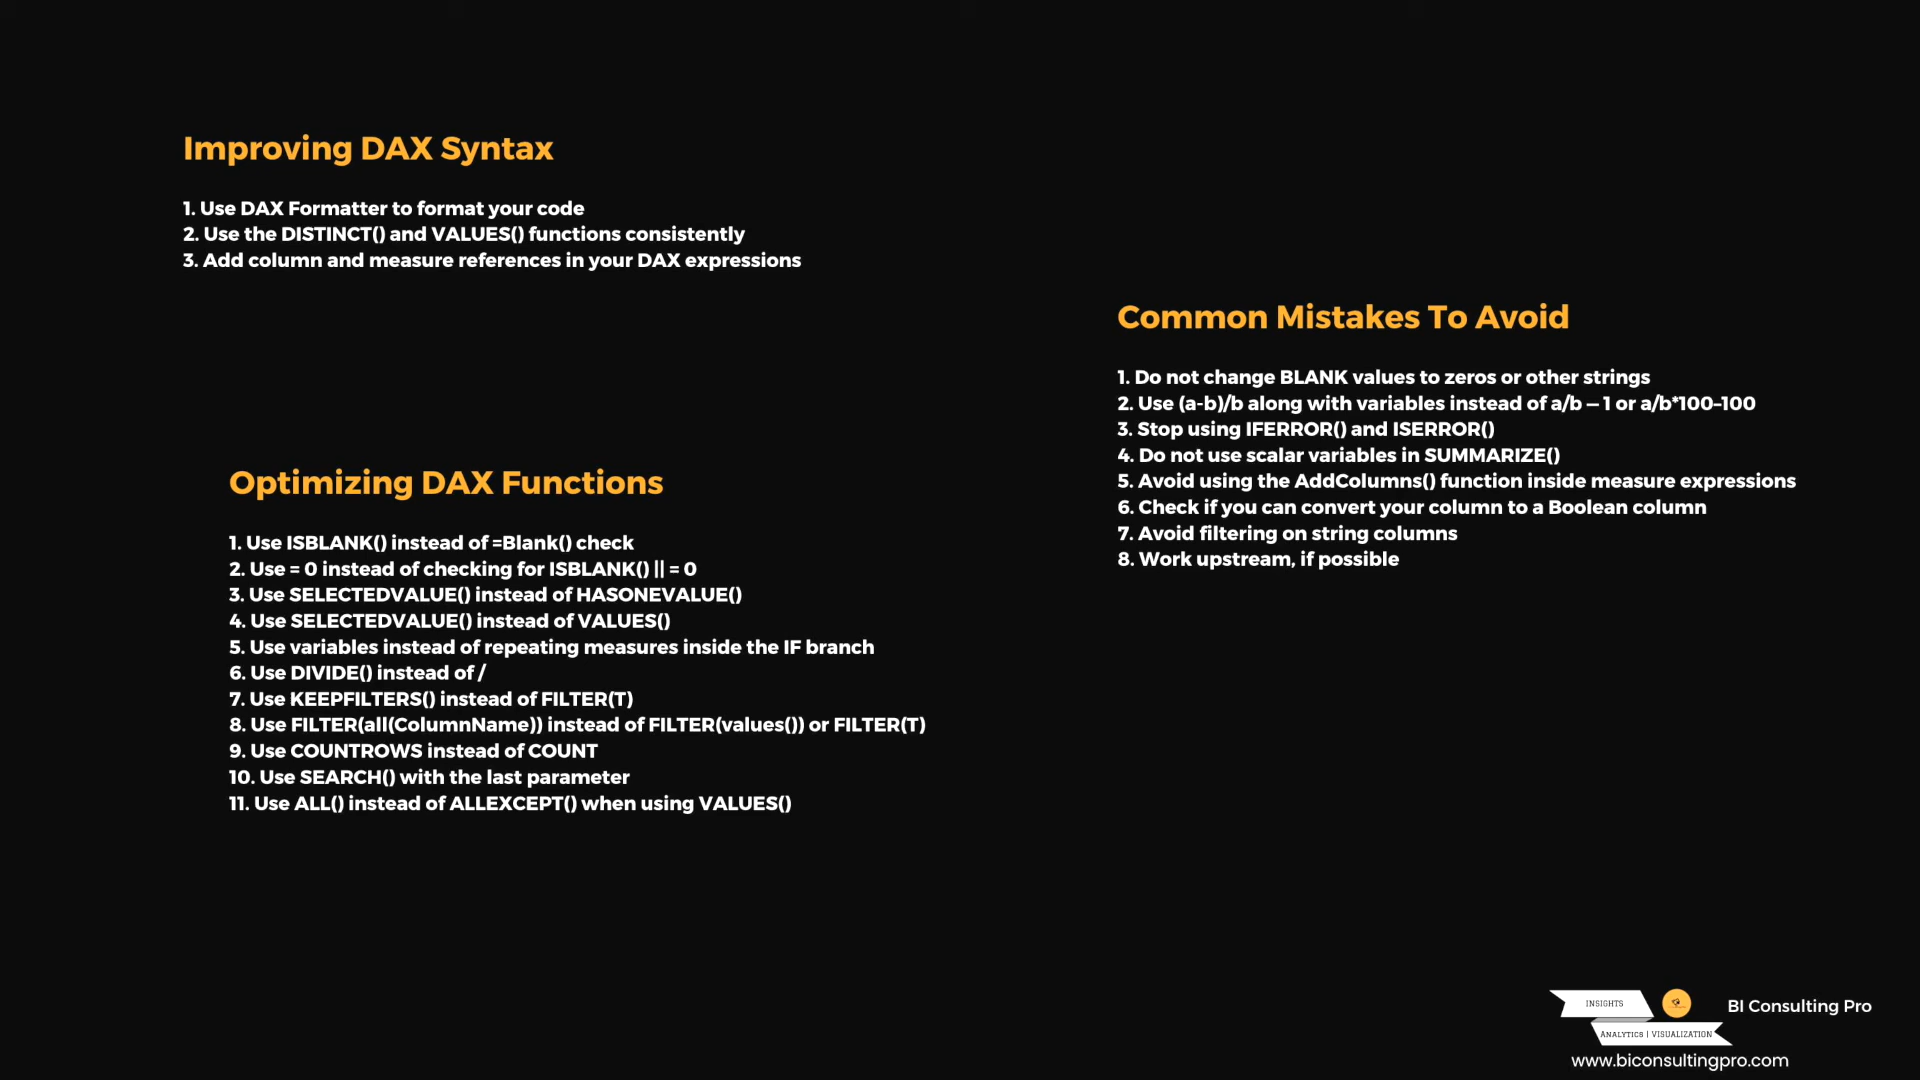 Improving DAX Syntax
1. Use DAX Formatter to format your code
2. Use the DISTINCT() and VALUES() functions consistently
3. Add column and measure references in your DAX expressions
Optimizing DAX Functions
1. Use ISBLANK() instead of =Blank() check
2. Use = 0 instead of checking for ISBLANK() || = 0
3. Use SELECTEDVALUE() instead of HASONEVALUE()
4. Use SELECTEDVALUE() instead of VALUES()
5. Use variables instead of repeating measures inside the IF branch
6. Use DIVIDE() instead of /
7. Use KEEPFILTERS() instead of FILTER(T)
8. Use FILTER(all(ColumnName)) instead of FILTER(values()) or FILTER(T)
9. Use COUNTROWS instead of COUNT
10. Use SEARCH() with the last parameter
11. Use ALL() instead of ALLEXCEPT() when using VALUES()
Common Mistakes To Avoid
1. Do not change BLANK values to zeros or other strings
2. Use (a-b)/b along with variables instead of a/b — 1 or a/b*100–100
3. Stop using IFERROR() and ISERROR()
4. Do not use scalar variables in SUMMARIZE()
5. Avoid using the AddColumns() function inside measure expressions
6. Check if you can convert your column to a Boolean column
7. Avoid filtering on string columns
8. Work upstream, if possible
INSIGHTS
BI Consulting Pro
ANALYTICS | VISUALIZATION
www.biconsultingpro.com